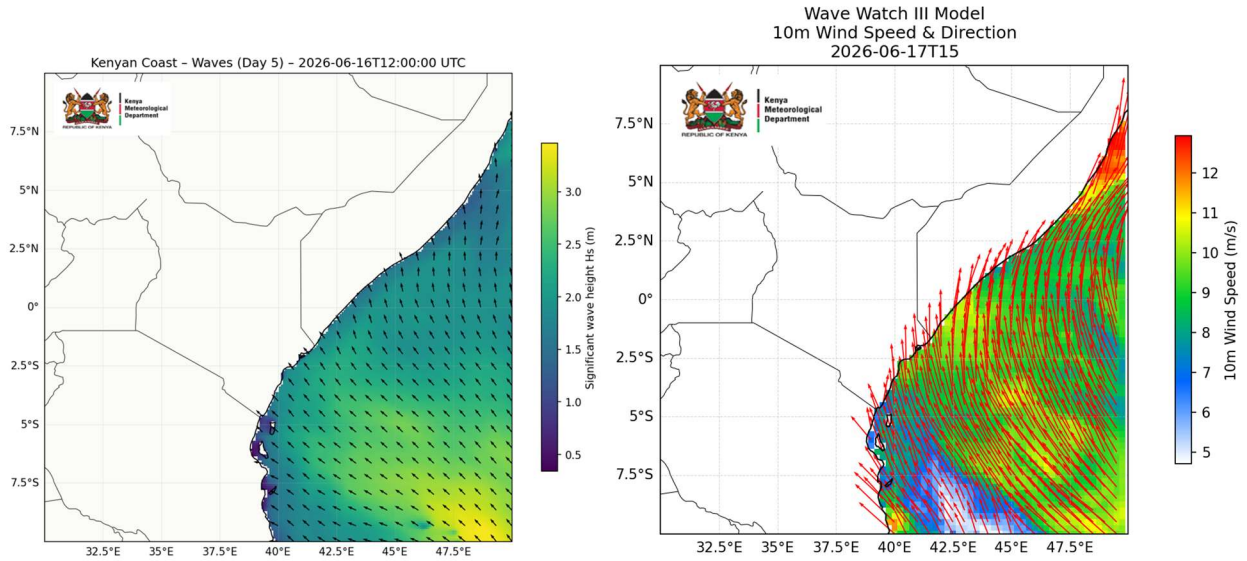 Kenyan Coast – Waves (Day 5) – 2026-06-16T12:00:00 UTC
Kenya
Meteorological
Department
REPUBLIC OF KENYA
7.5°N
5°N
2.5°N
0°
2.5°S
5°S
7.5°S
32.5°E
35°E
37.5°E
40°E
42.5°E
45°E
47.5°E
3.0
2.5
2.0
1.5
1.0
0.5
Significant wave height Hs (m)
Wave Watch III Model
10m Wind Speed & Direction
2026-06-17T15
Kenya
Meteorological
Department
REPUBLIC OF KENYA
7.5°N
5°N
2.5°N
0°
2.5°S
5°S
7.5°S
32.5°E
35°E
37.5°E
40°E
42.5°E
45°E
47.5°E
12
11
10
9
8
7
6
5
10m Wind Speed (m/s)